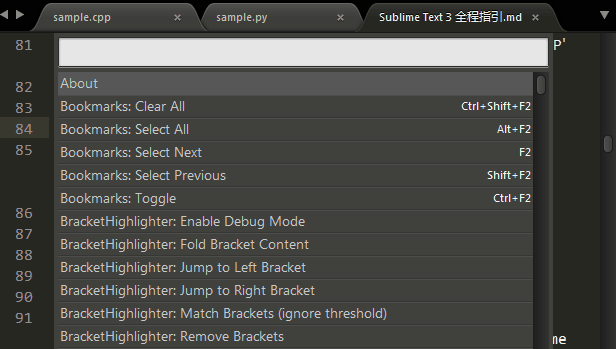 sample.cpp × sample.py × Sublime Text 3 全程指引.md ×
81 P'
About
82
Bookmarks: Clear All Ctrl+Shift+F2
83
Bookmarks: Select All Alt+F2
84
Bookmarks: Select Next F2
85
Bookmarks: Select Previous Shift+F2
Bookmarks: Toggle Ctrl+F2
86
BracketHighlighter: Enable Debug Mode
87
BracketHighlighter: Fold Bracket Content
88
BracketHighlighter: Jump to Left Bracket
89
BracketHighlighter: Jump to Right Bracket
90
BracketHighlighter: Match Brackets (ignore threshold)
91
BracketHighlighter: Remove Brackets
me